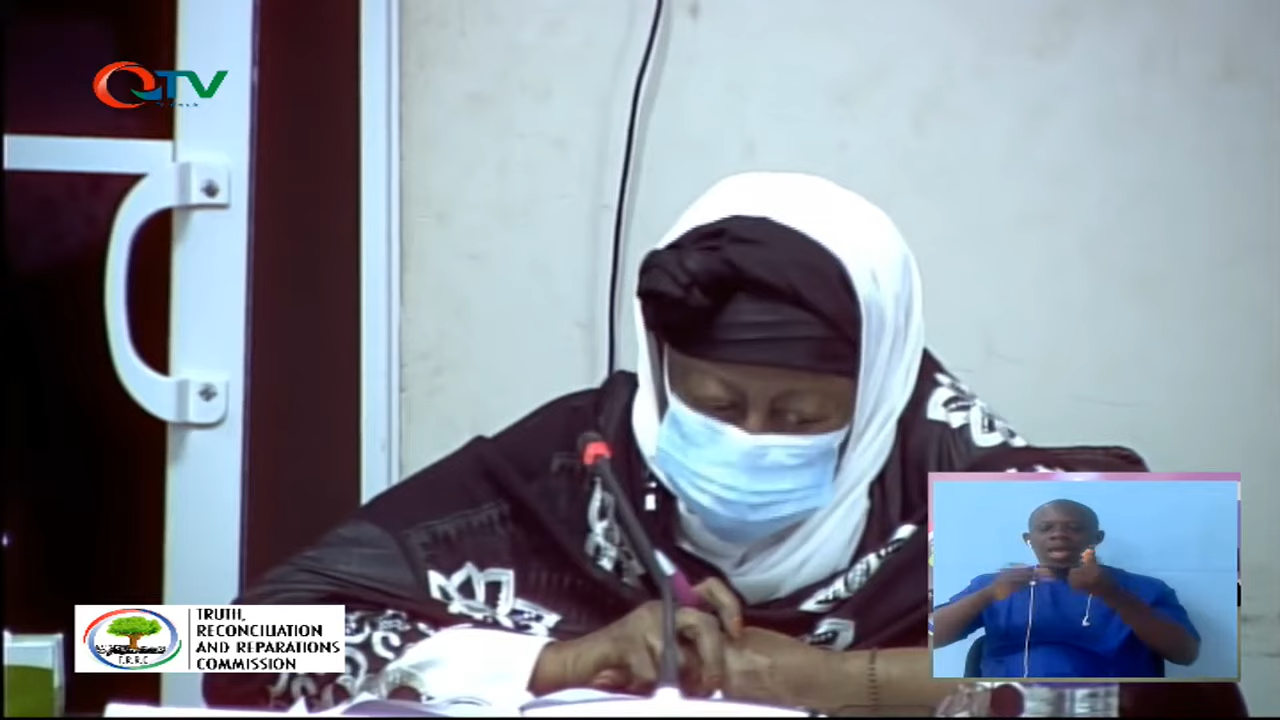 QTV
TRUTH,
RECONCILIATION
AND REPARATIONS
COMMISSION
T.R.R.C